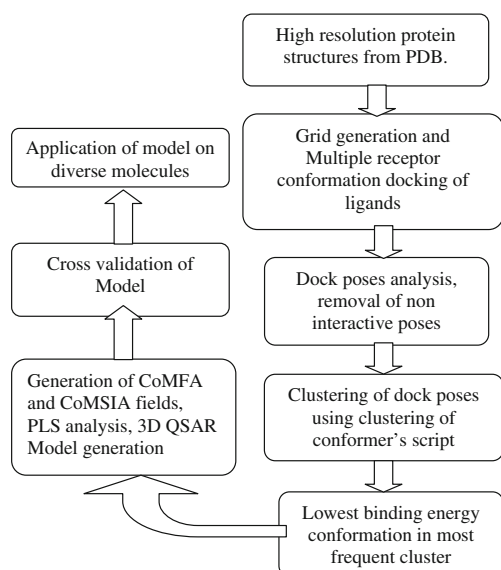 High resolution protein
structures from PDB.
Grid generation and
Multiple receptor
conformation docking of
ligands
Dock poses analysis,
removal of non
interactive poses
Clustering of dock poses
using clustering of
conformer's script
Lowest binding energy
conformation in most
frequent cluster
Generation of CoMFA
and CoMSIA fields,
PLS analysis, 3D QSAR
Model generation
Cross validation of
Model
Application of model on
diverse molecules